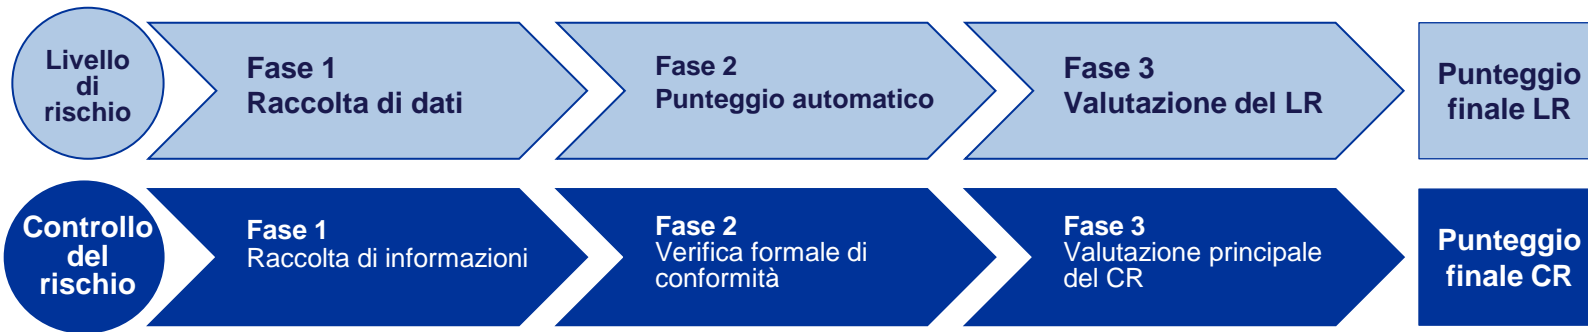 Livello
di
rischio
Fase 1
Raccolta di dati
Fase 2
Punteggio automatico
Fase 3
Valutazione del LR
Punteggio
finale LR
Controllo
del
rischio
Fase 1
Raccolta di informazioni
Fase 2
Verifica formale di
conformità
Fase 3
Valutazione principale
del CR
Punteggio
finale CR